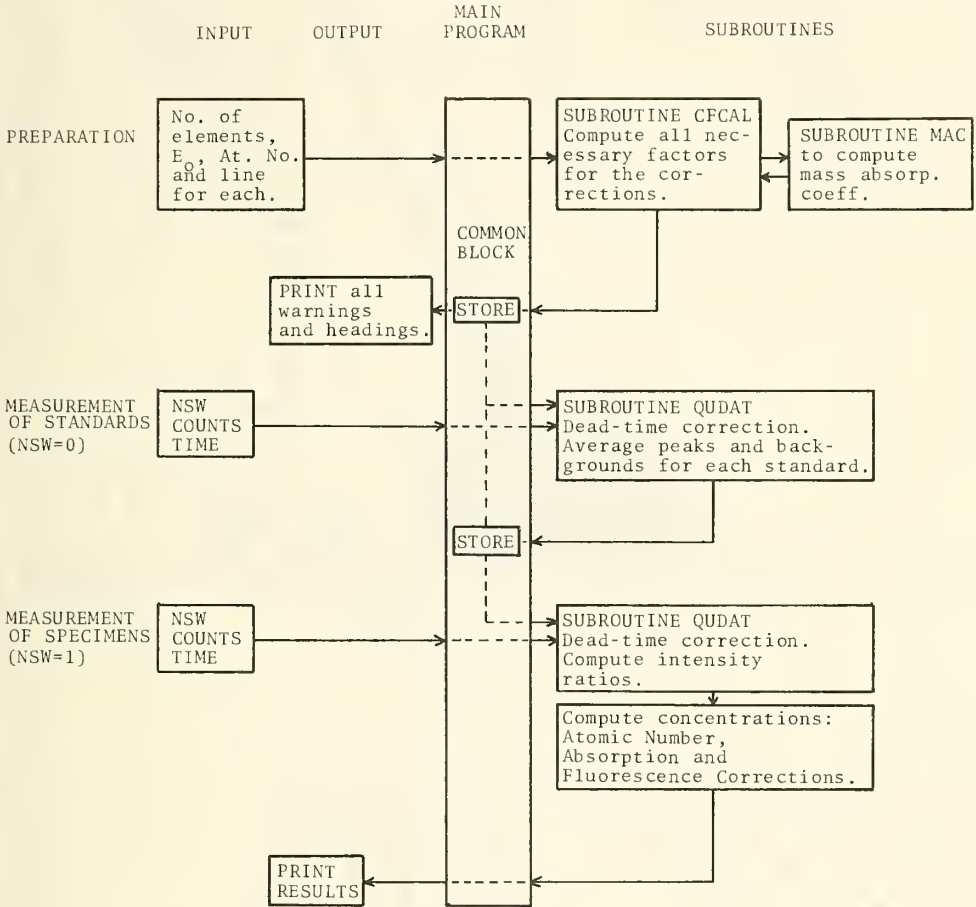 INPUT OUTPUT MAIN PROGRAM SUBROUTINES
PREPARATION
No. of
elements,
E₀, At. No.
and line
for each.
SUBROUTINE CFCAL
Compute all nec-
essary factors
for the cor-
rections.
SUBROUTINE MAC
to compute
mass absorp.
coeff.
COMMON
BLOCK
PRINT all
warnings
and headings.
STORE
MEASUREMENT
OF STANDARDS
(NSW=0)
NSW
COUNTS
TIME
SUBROUTINE QUDAT
Dead-time correction.
Average peaks and back-
grounds for each standard.
STORE
MEASUREMENT
OF SPECIMENS
(NSW=1)
NSW
COUNTS
TIME
SUBROUTINE QUDAT
Dead-time correction.
Compute intensity
ratios.
Compute concentrations:
Atomic Number,
Absorption and
Fluorescence Corrections.
PRINT
RESULTS